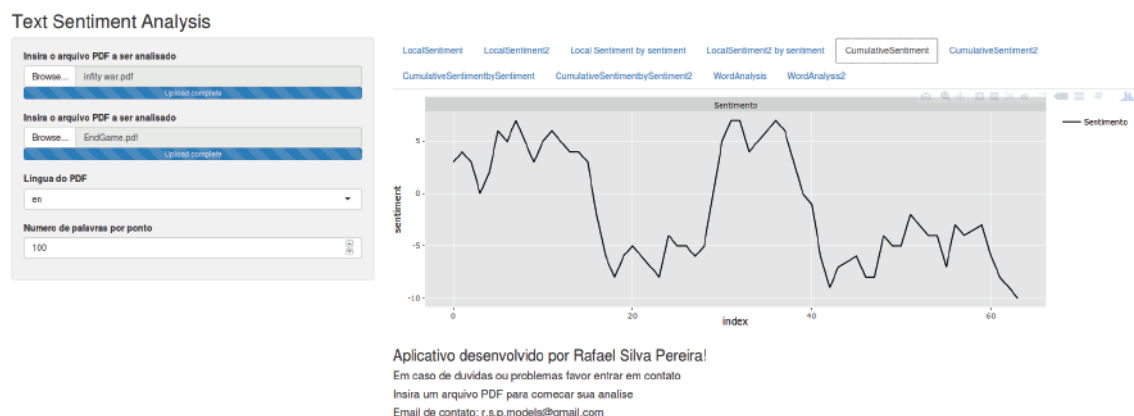 Text Sentiment Analysis
Insira o arquivo PDF a ser analisado
Browse... infity war.pdf
Upload complete
Insira o arquivo PDF a ser analisado
Browse... EndGame.pdf
Upload complete
Lingua do PDF
en
Numero de palavras por ponto
100
LocalSentiment LocalSentiment2 Local Sentiment by sentiment LocalSentiment2 by sentiment CumulativeSentiment CumulativeSentiment2
CumulativeSentimentbySentiment CumulativeSentimentbySentiment2 WordAnalysis WordAnalysis2
Sentimento
Sentimento
5
0
-5
-10
sentiment
0 20 40 60
index
Aplicativo desenvolvido por Rafael Silva Pereira!
Em caso de duvidas ou problemas favor entrar em contato
Insira um arquivo PDF para comecar sua analise
Email de contato: r.s.p.models@gmail.com